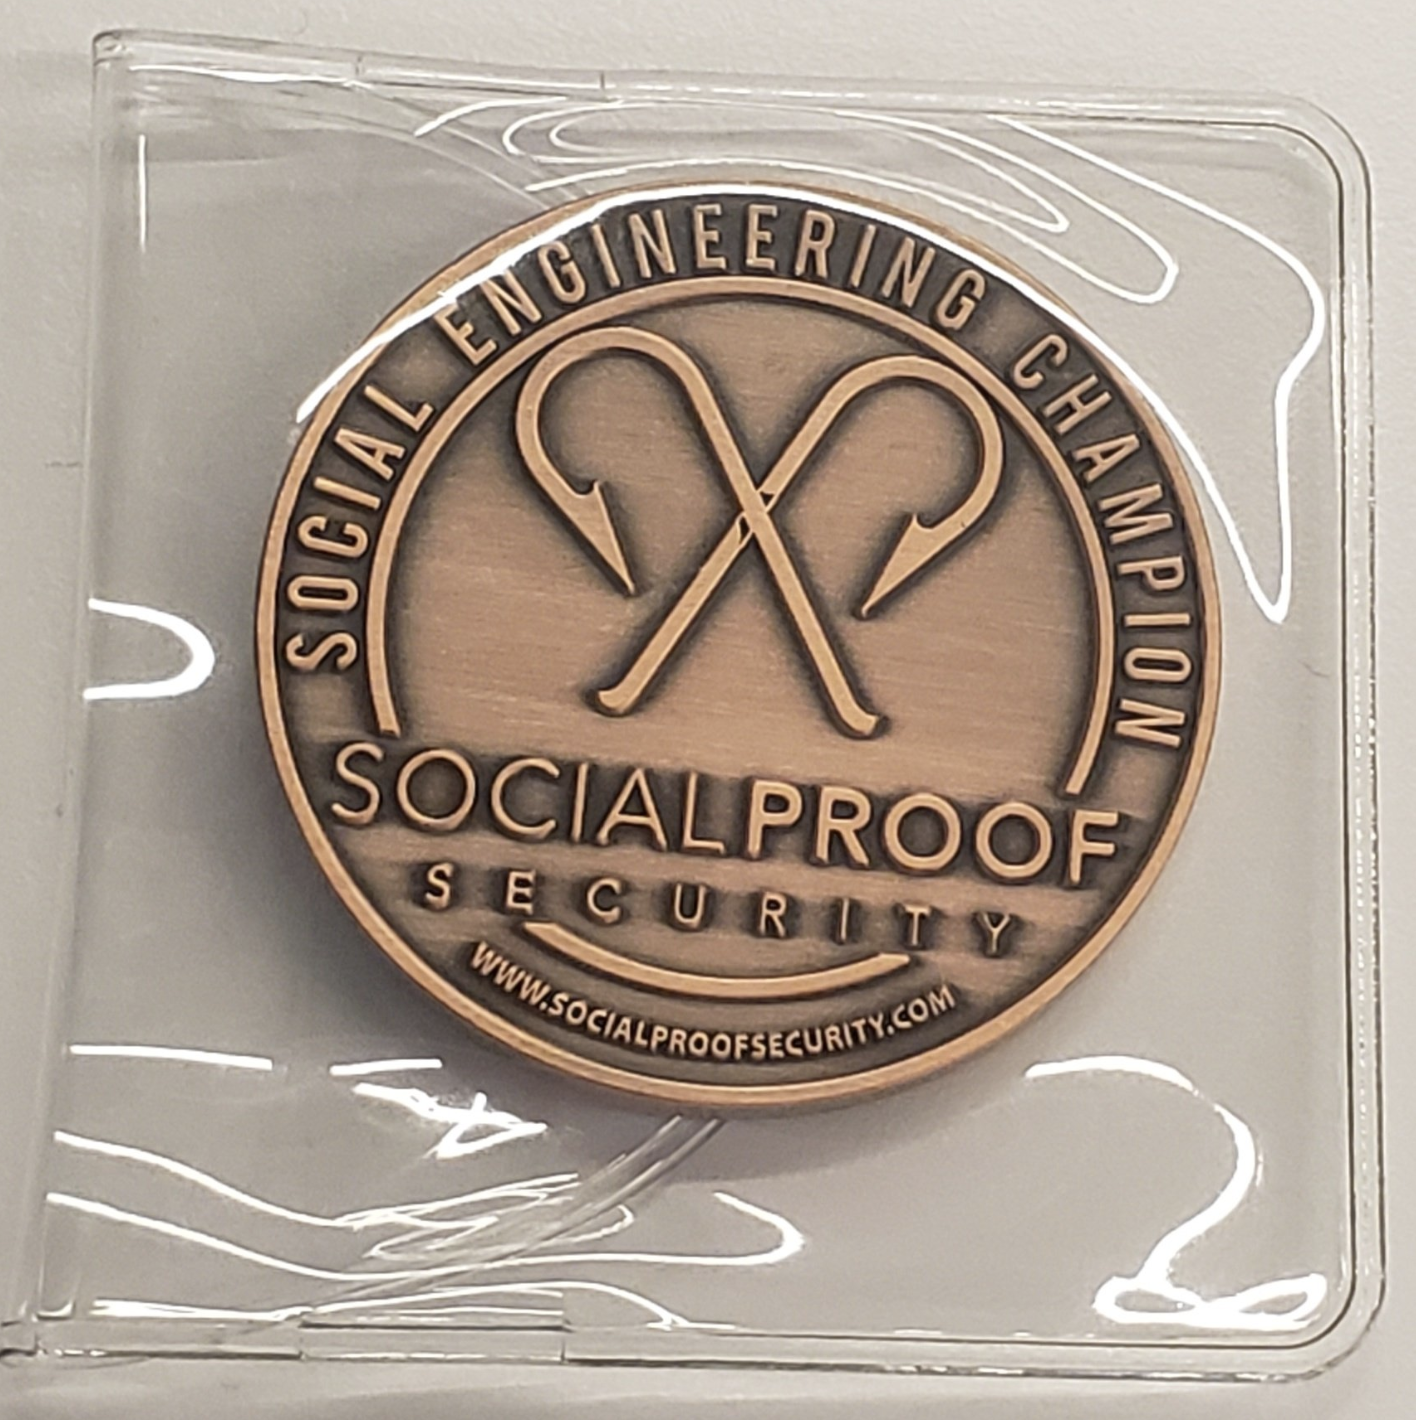 SOCIAL ENGINEERING CHAMPION
SOCIALPROOF
SECURITY
WWW.SOCIALPROOFSECURITY.COM